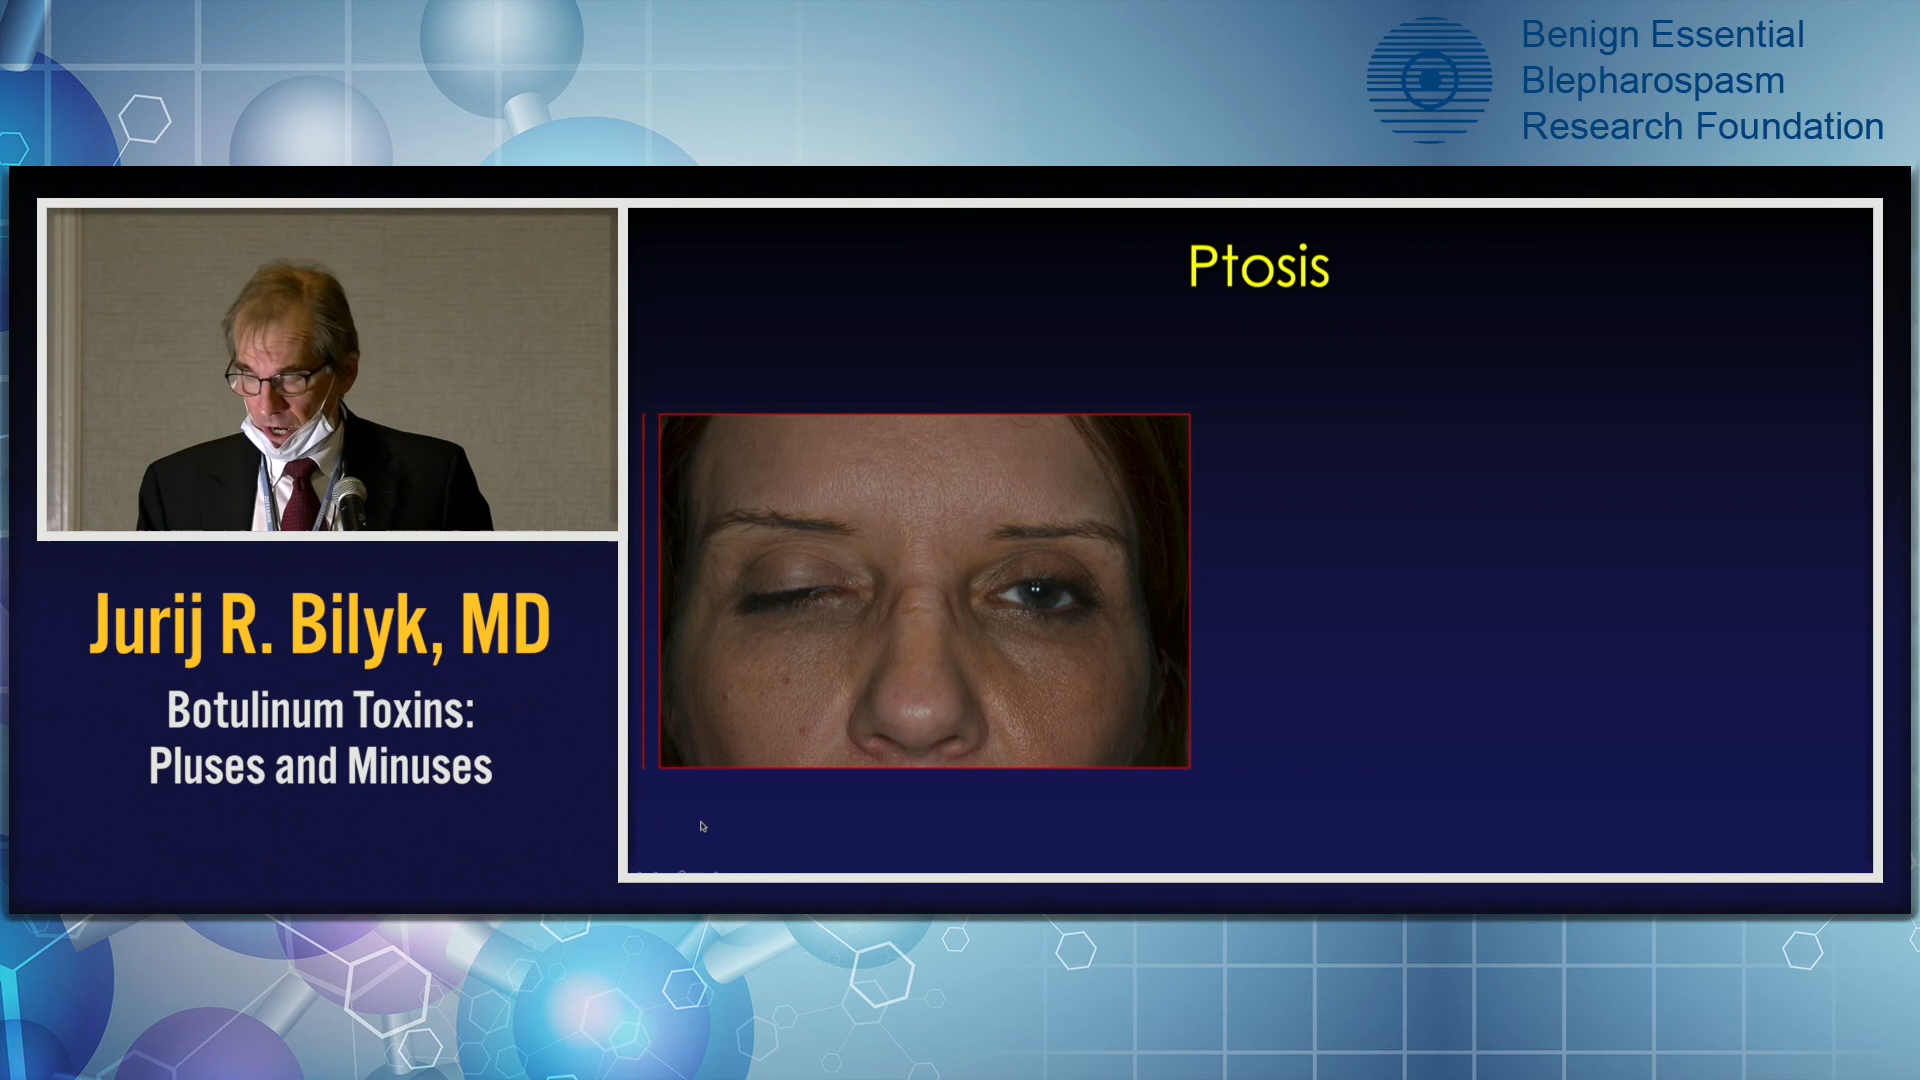 Benign Essential
Blepharospasm
Research Foundation
Ptosis
Jurij R. Bilyk, MD
Botulinum Toxins:
Pluses and Minuses